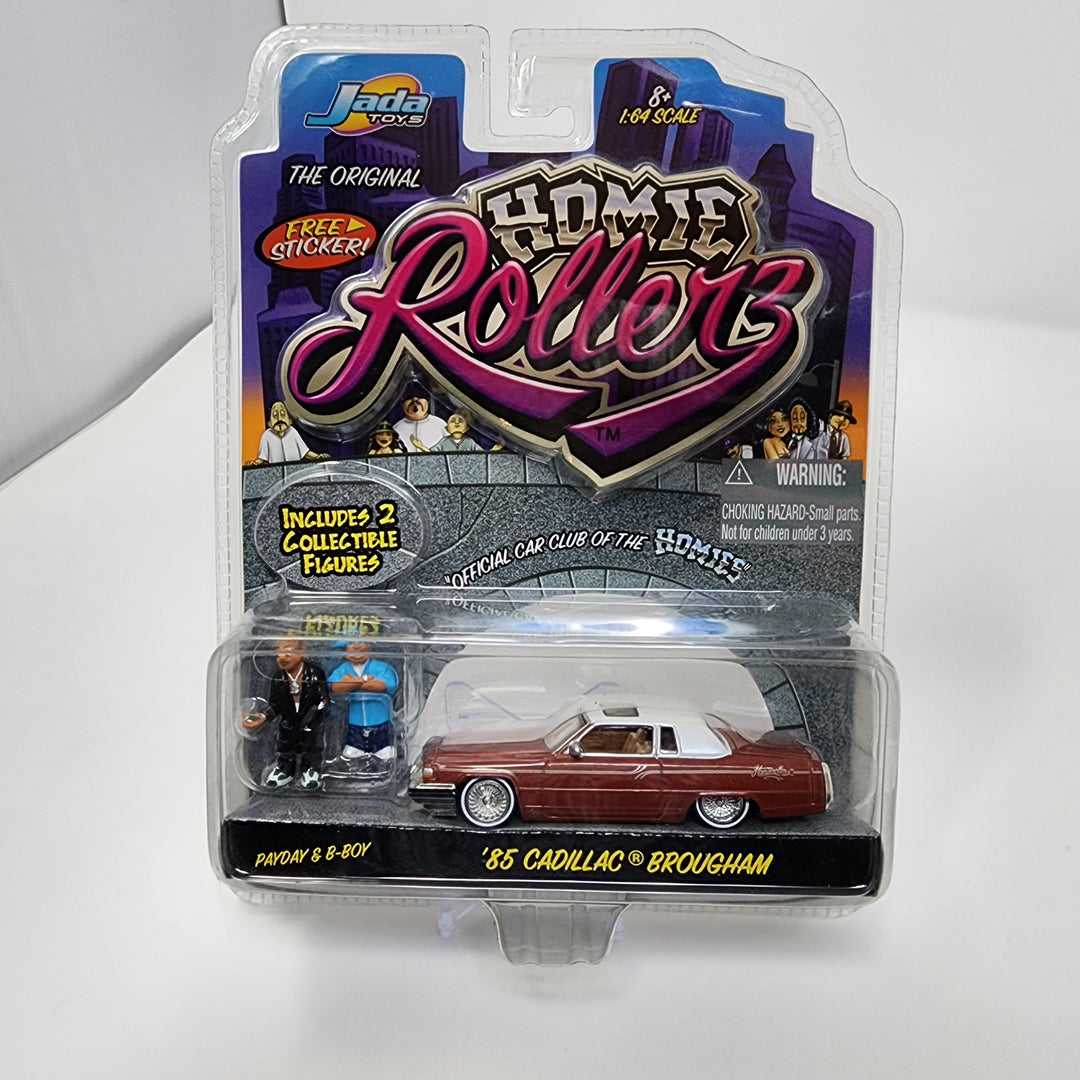 Jada
TOYS
8+
1:64 SCALE
THE ORIGINAL
HOMIE
Rollerz
TM
FREE
STICKER!
WARNING:
CHOKING HAZARD-Small parts.
Not for children under 3 years.
INCLUDES 2
COLLECTIBLE
FIGURES
"OFFICIAL CAR CLUB OF THE HOMIES"
PAYDAY & B-BOY
'85 CADILLAC® BROUGHAM